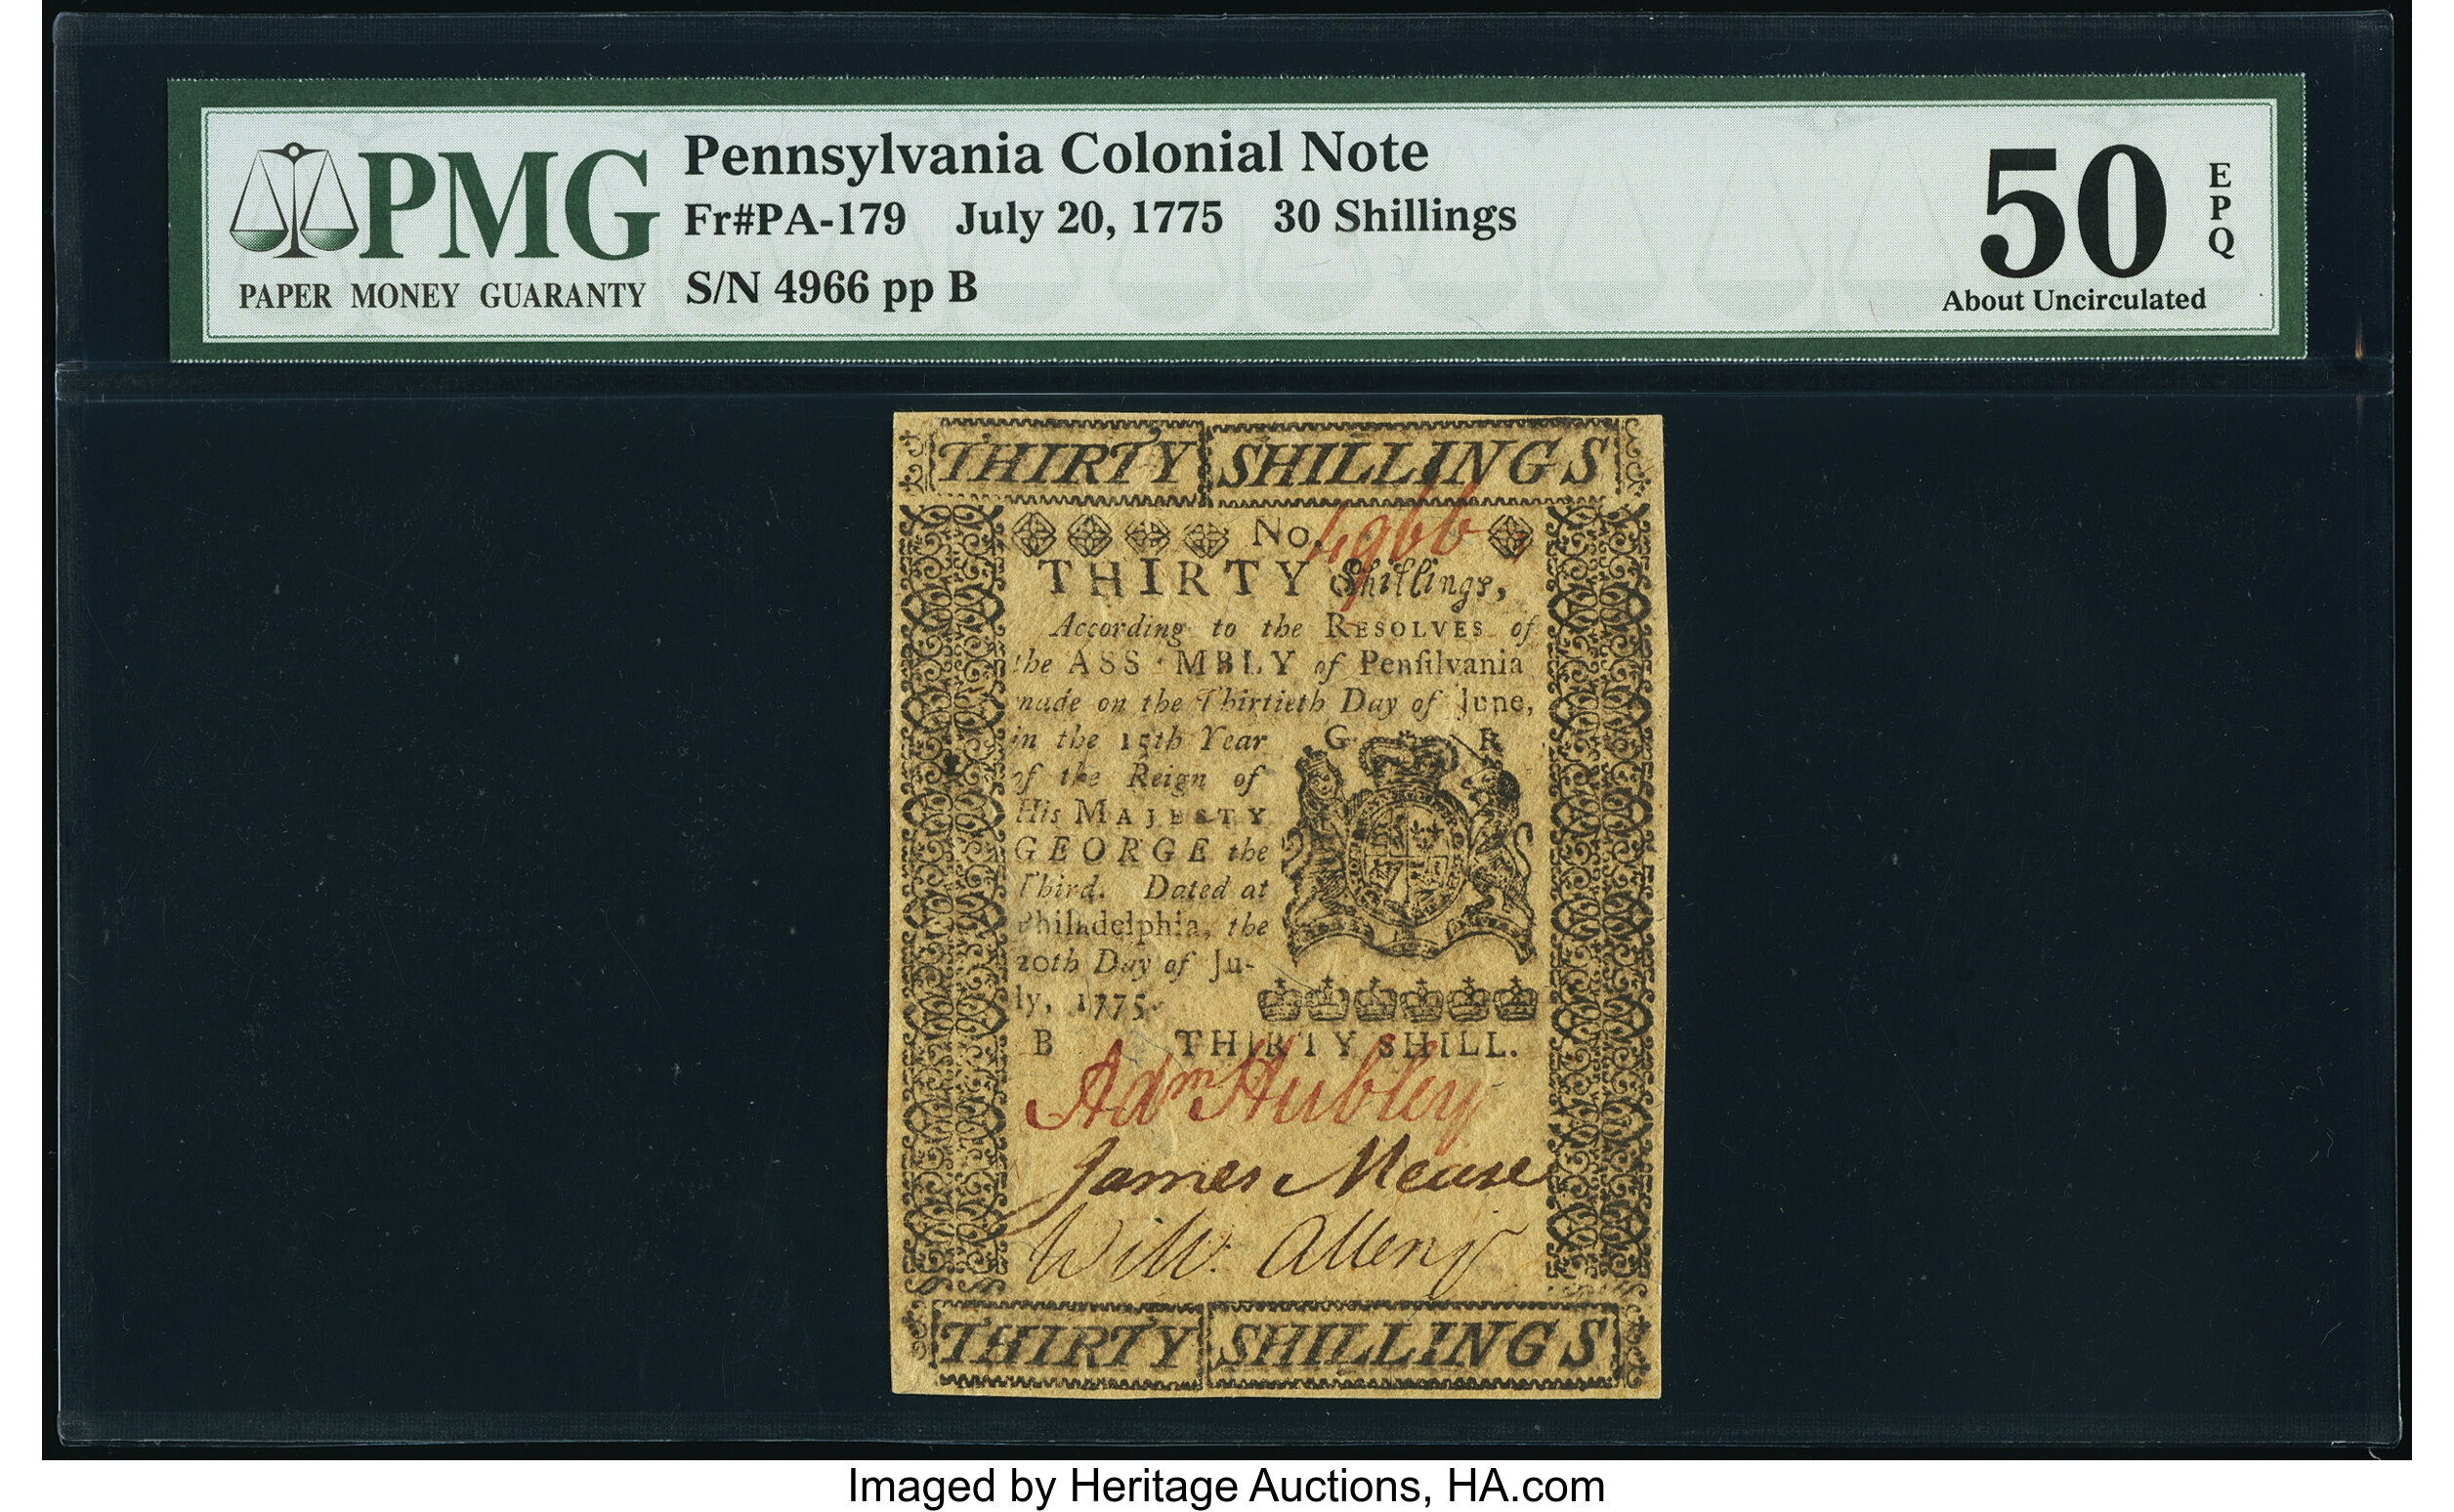 PMG
PAPER MONEY GUARANTY
Pennsylvania Colonial Note
Fr#PA-179 July 20, 1775 30 Shillings
S/N 4966 pp B
50
EPQ
About Uncirculated
THIRTY SHILLINGS
No. 4966
THIRTY Shillings,
According to the RESOLVES of
the ASSEMBLY of Penſilvania
made on the Thirtieth Day of June,
in the 15th Year
of the Reign of
His MAJESTY
GEORGE the
Third. Dated at
Philadelphia, the
20th Day of Ju-
ly, 1775.
G R
B THIRTY SHILL.
Adm Hubley
James Mease
Will: Allen jr
THIRTY SHILLINGS
Imaged by Heritage Auctions, HA.com